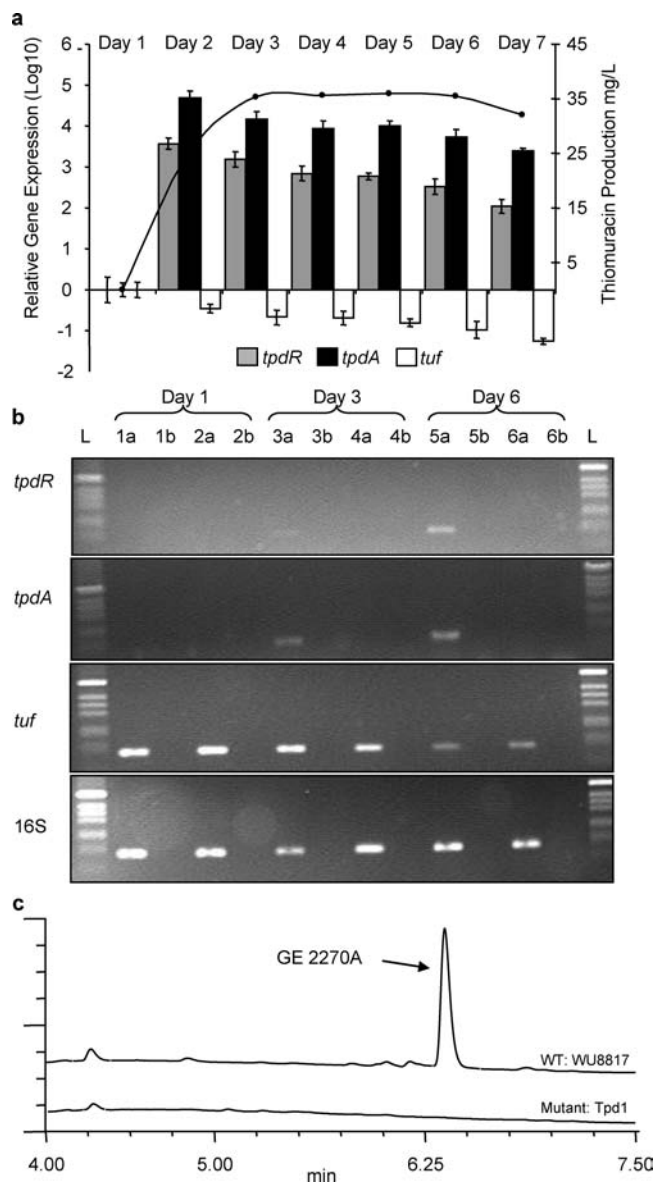 a
6 - Day 1 Day 2 Day 3 Day 4 Day 5 Day 6 Day 7 45
5
4
3
2
1
0
-1
-2
35
25
15
5
Relative Gene Expression (Log10)
Thiomuracin Production mg/L
tpdR tpdA tuf
b
Day 1 Day 3 Day 6
L 1a 1b 2a 2b 3a 3b 4a 4b 5a 5b 6a 6b L
tpdR
tpdA
tuf
16S
c
GE 2270A
WT: WU8817
Mutant: Tpd1
4.00 5.00 6.25 7.50
min